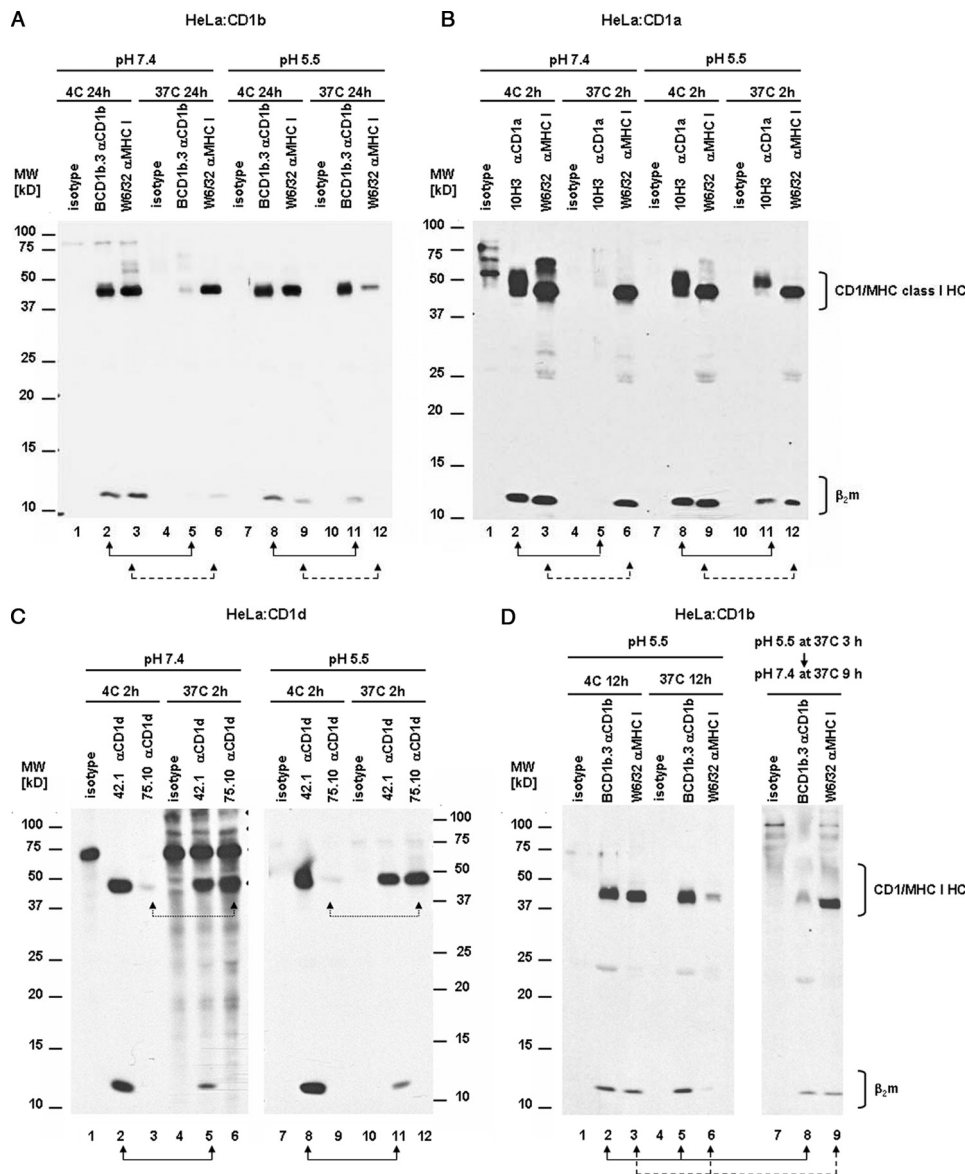 A
HeLa:CD1b
pH 7.4
pH 5.5
4C 24h
37C 24h
4C 24h
37C 24h
MW
[kD]
isotype
BCD1b.3 αCD1b
W6/32 αMHC I
isotype
BCD1b.3 αCD1b
W6/32 αMHC I
isotype
BCD1b.3 αCD1b
W6/32 αMHC I
isotype
BCD1b.3 αCD1b
W6/32 αMHC I
100
75
50
37
25
20
15
10
1 2 3 4 5 6 7 8 9 10 11 12
B
HeLa:CD1a
pH 7.4
pH 5.5
4C 2h
37C 2h
4C 2h
37C 2h
MW
[kD]
isotype
10H3 αCD1a
W6/32 αMHC I
isotype
10H3 αCD1a
W6/32 αMHC I
isotype
10H3 αCD1a
W6/32 αMHC I
isotype
10H3 αCD1a
W6/32 αMHC I
100
75
50
37
25
20
15
10
CD1/MHC class I HC
β2m
1 2 3 4 5 6 7 8 9 10 11 12
C
HeLa:CD1d
pH 7.4
pH 5.5
4C 2h
37C 2h
4C 2h
37C 2h
MW
[kD]
isotype
42.1 αCD1d
75.10 αCD1d
isotype
42.1 αCD1d
75.10 αCD1d
isotype
42.1 αCD1d
75.10 αCD1d
isotype
42.1 αCD1d
75.10 αCD1d
100
75
50
37
25
20
15
10
100
75
50
37
25
20
15
10
1 2 3 4 5 6 7 8 9 10 11 12
D
HeLa:CD1b
pH 5.5
pH 5.5 at 37C 3 h
pH 7.4 at 37C 9 h
4C 12h
37C 12h
MW
[kD]
isotype
BCD1b.3 αCD1b
W6/32 αMHC I
isotype
BCD1b.3 αCD1b
W6/32 αMHC I
isotype
BCD1b.3 αCD1b
W6/32 αMHC I
100
75
50
37
25
20
15
10
CD1/MHC I HC
β2m
1 2 3 4 5 6 7 8 9